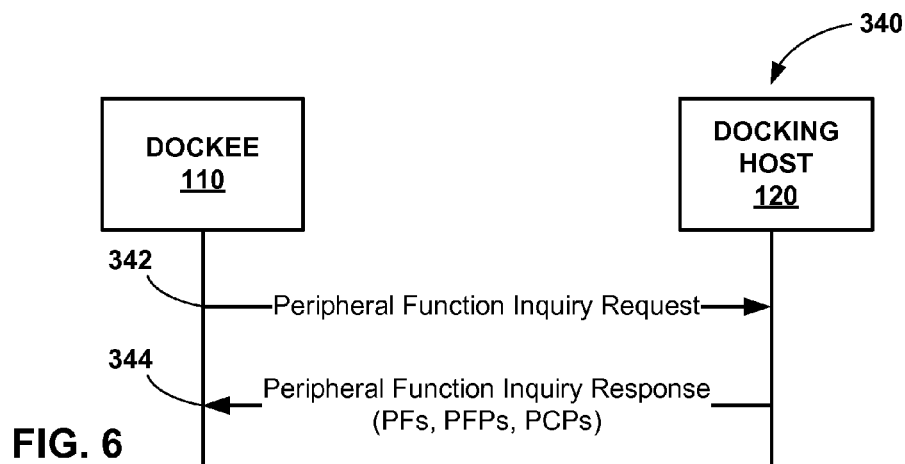 340
DOCKEE
110
DOCKING
HOST
120
342
Peripheral Function Inquiry Request
344
Peripheral Function Inquiry Response
(PFs, PFPs, PCPs)
FIG. 6